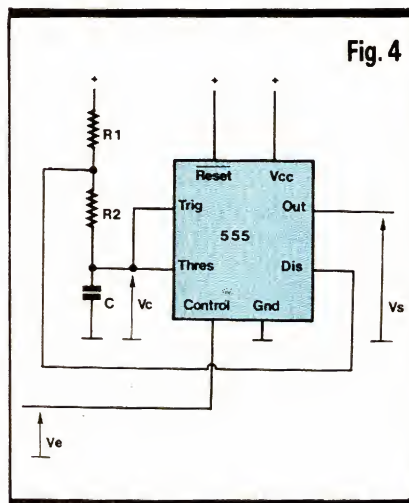 Fig. 4
+ + +
R1
Reset Vcc
R2
Trig Out
555
Thres Dis
C Vc
Control Gnd
Vs
Ve